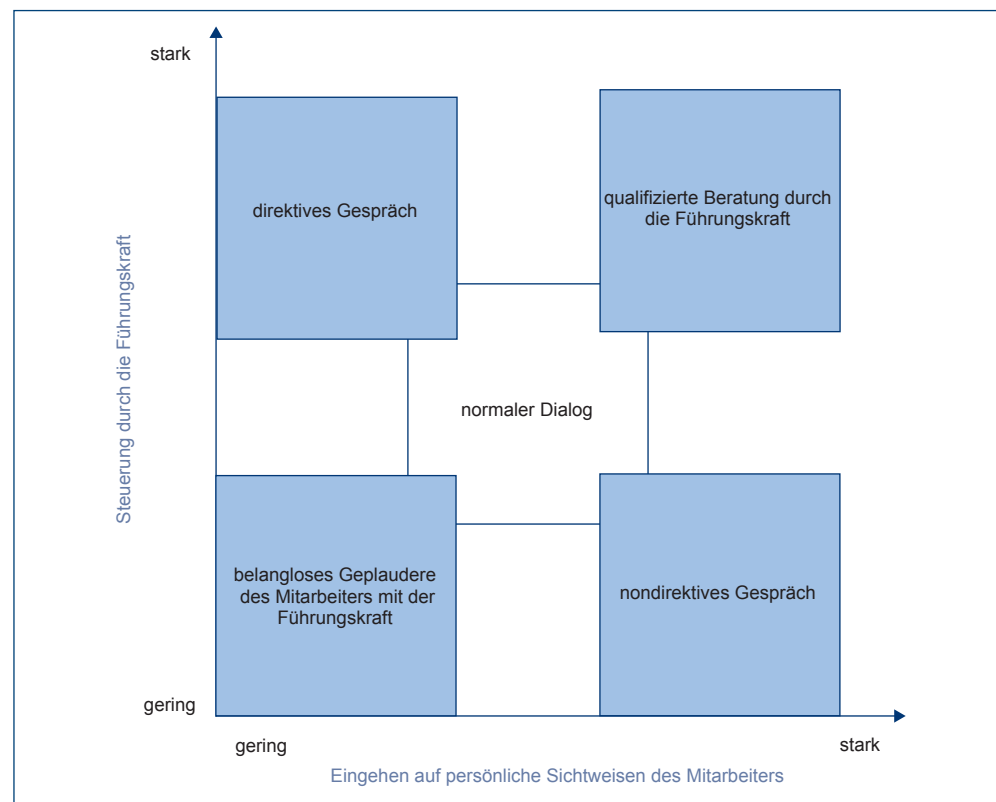 stark
direktives Gespräch
qualifizierte Beratung durch
die Führungskraft
Steuerung durch die Führungskraft
normaler Dialog
belangloses Geplaudere
des Mitarbeiters mit der
Führungskraft
nondirektives Gespräch
gering
gering
stark
Eingehen auf persönliche Sichtweisen des Mitarbeiters